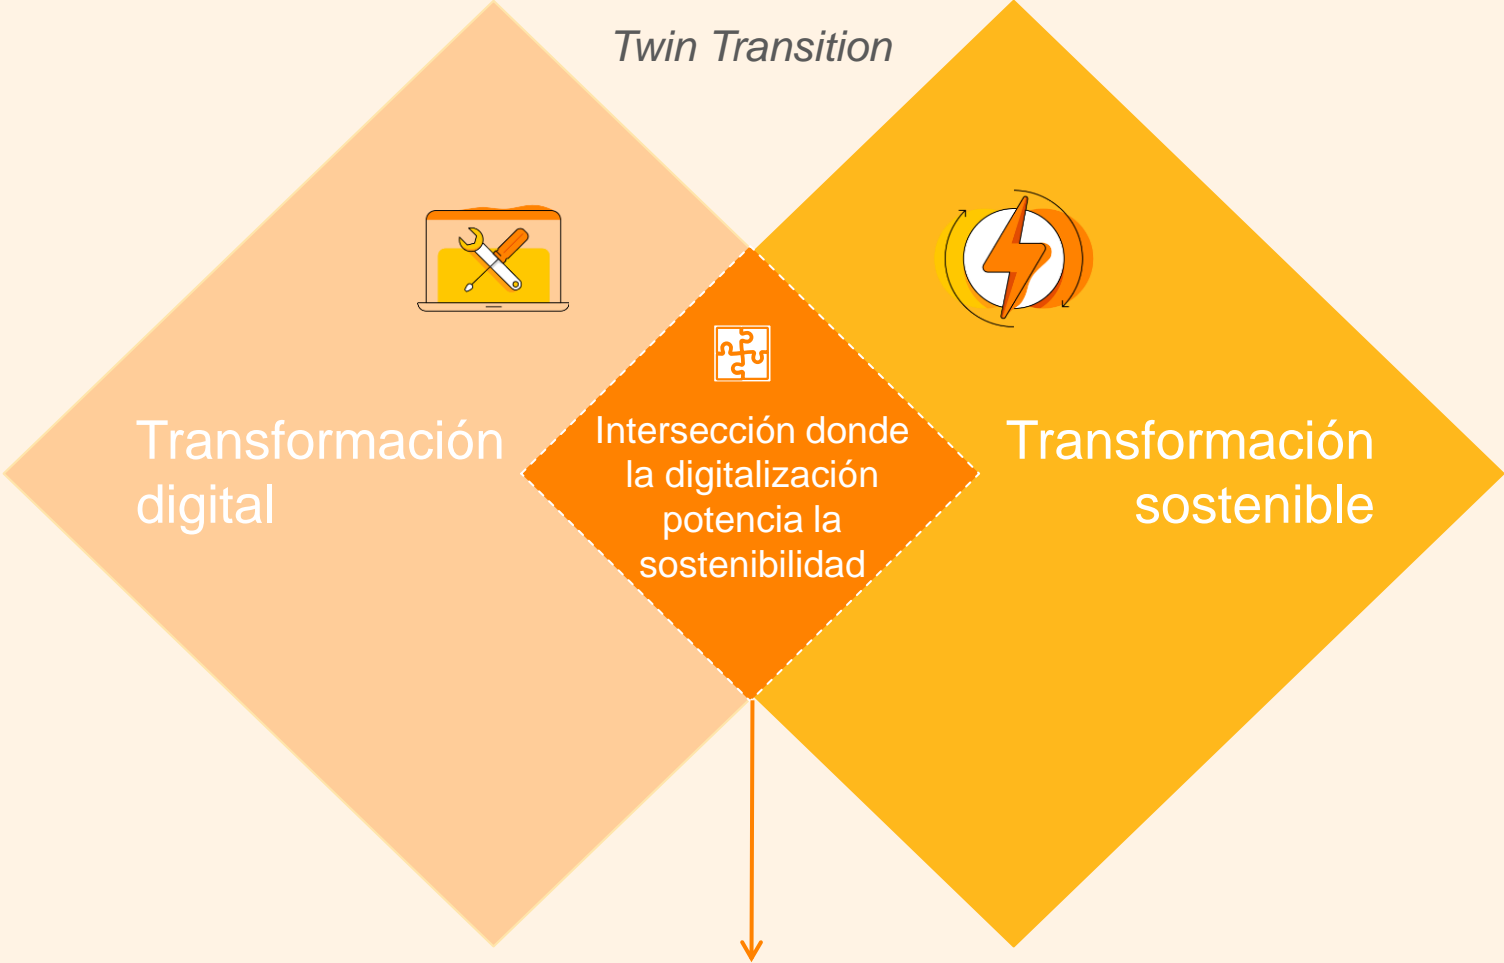 Twin Transition
Transformación
digital
Intersección donde
la digitalización
potencia la
sostenibilidad
Transformación
sostenible